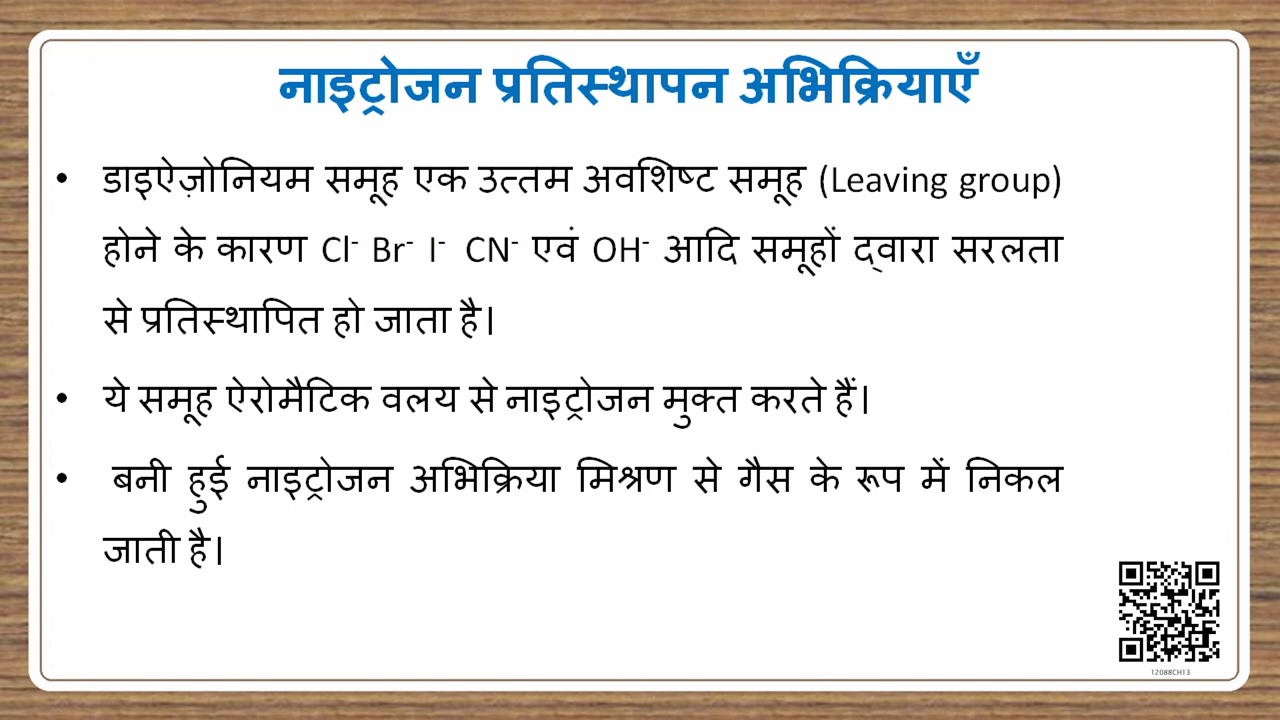 नाइट्रोजन प्रतिस्थापन अभिक्रियाएँ
• डाइऐज़ोनियम समूह एक उत्तम अवशिष्ट समूह (Leaving group)
होने के कारण Cl⁻ Br⁻ I⁻ CN⁻ एवं OH⁻ आदि समूहों द्वारा सरलता
से प्रतिस्थापित हो जाता है।
• ये समूह ऐरोमैटिक वलय से नाइट्रोजन मुक्त करते हैं।
• बनी हुई नाइट्रोजन अभिक्रिया मिश्रण से गैस के रूप में निकल
जाती है।
12088CH13